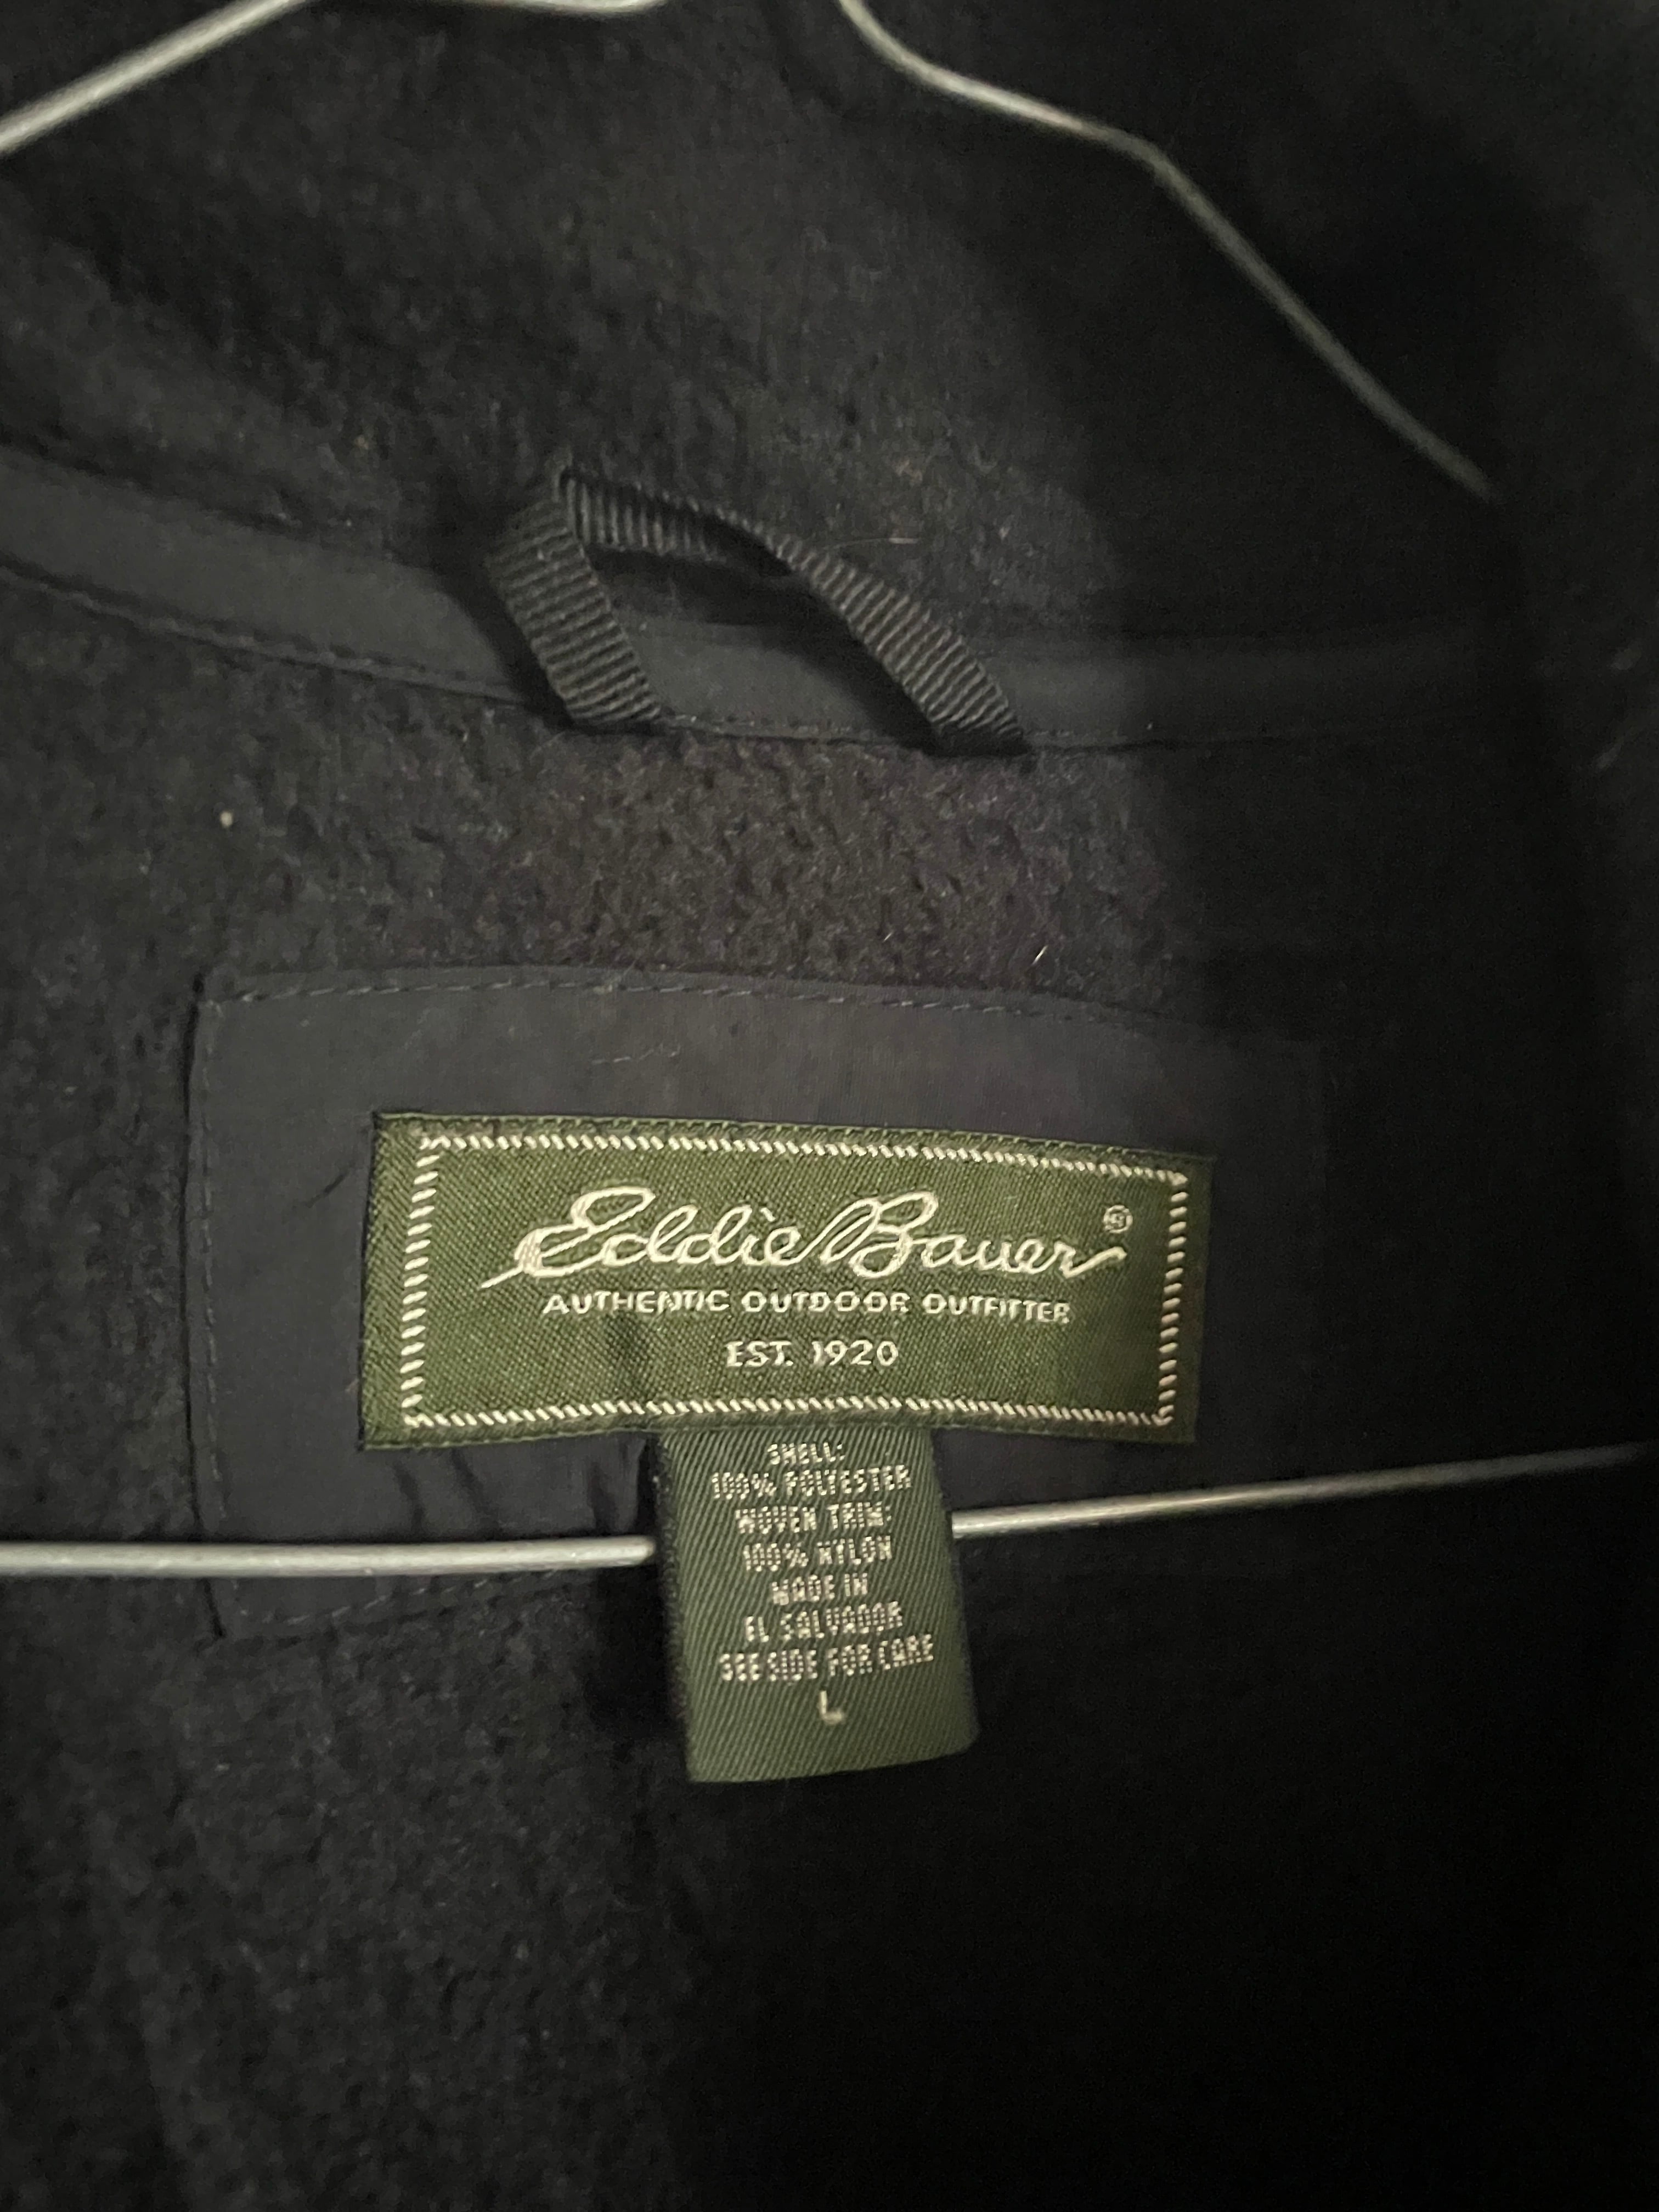 Eddie Bauer®
AUTHENTIC OUTDOOR OUTFITTER
EST. 1920
SHELL:
100% POLYESTER
WOVEN TRIM:
100% NYLON
MADE IN
EL SALVADOR
SEE SIDE FOR CARE
L